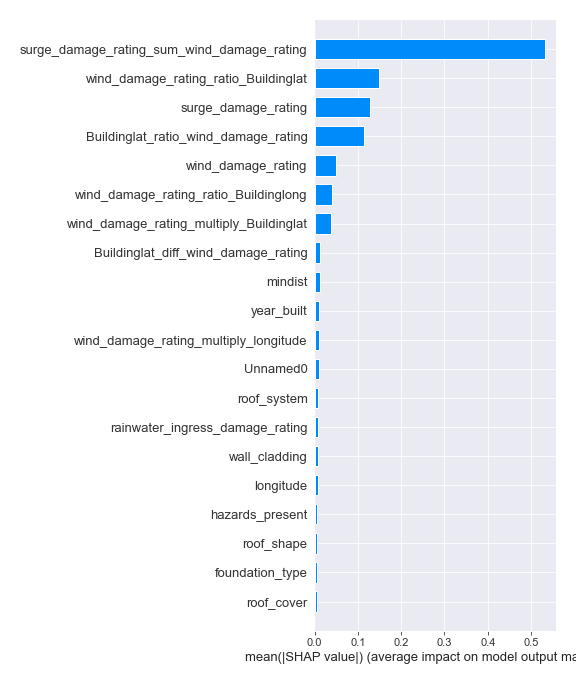 surge_damage_rating_sum_wind_damage_rating
wind_damage_rating_ratio_Buildinglat
surge_damage_rating
Buildinglat_ratio_wind_damage_rating
wind_damage_rating
wind_damage_rating_ratio_Buildinglong
wind_damage_rating_multiply_Buildinglat
Buildinglat_diff_wind_damage_rating
mindist
year_built
wind_damage_rating_multiply_longitude
Unnamed0
roof_system
rainwater_ingress_damage_rating
wall_cladding
longitude
hazards_present
roof_shape
foundation_type
roof_cover
0.0 0.1 0.2 0.3 0.4 0.5
mean(|SHAP value|) (average impact on model output ma